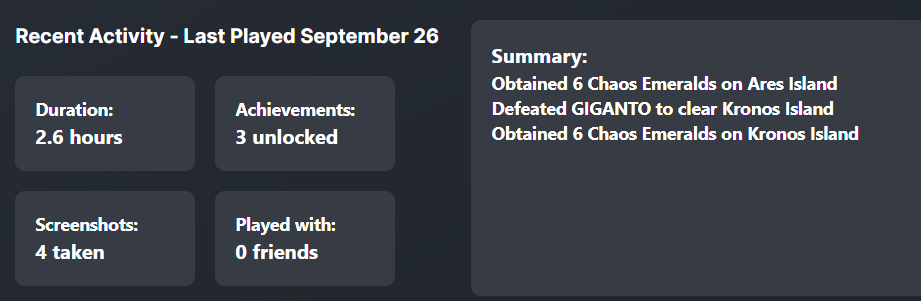 Recent Activity - Last Played September 26
Duration:
2.6 hours
Achievements:
3 unlocked
Screenshots:
4 taken
Played with:
0 friends
Summary:
Obtained 6 Chaos Emeralds on Ares Island
Defeated GIGANTO to clear Kronos Island
Obtained 6 Chaos Emeralds on Kronos Island